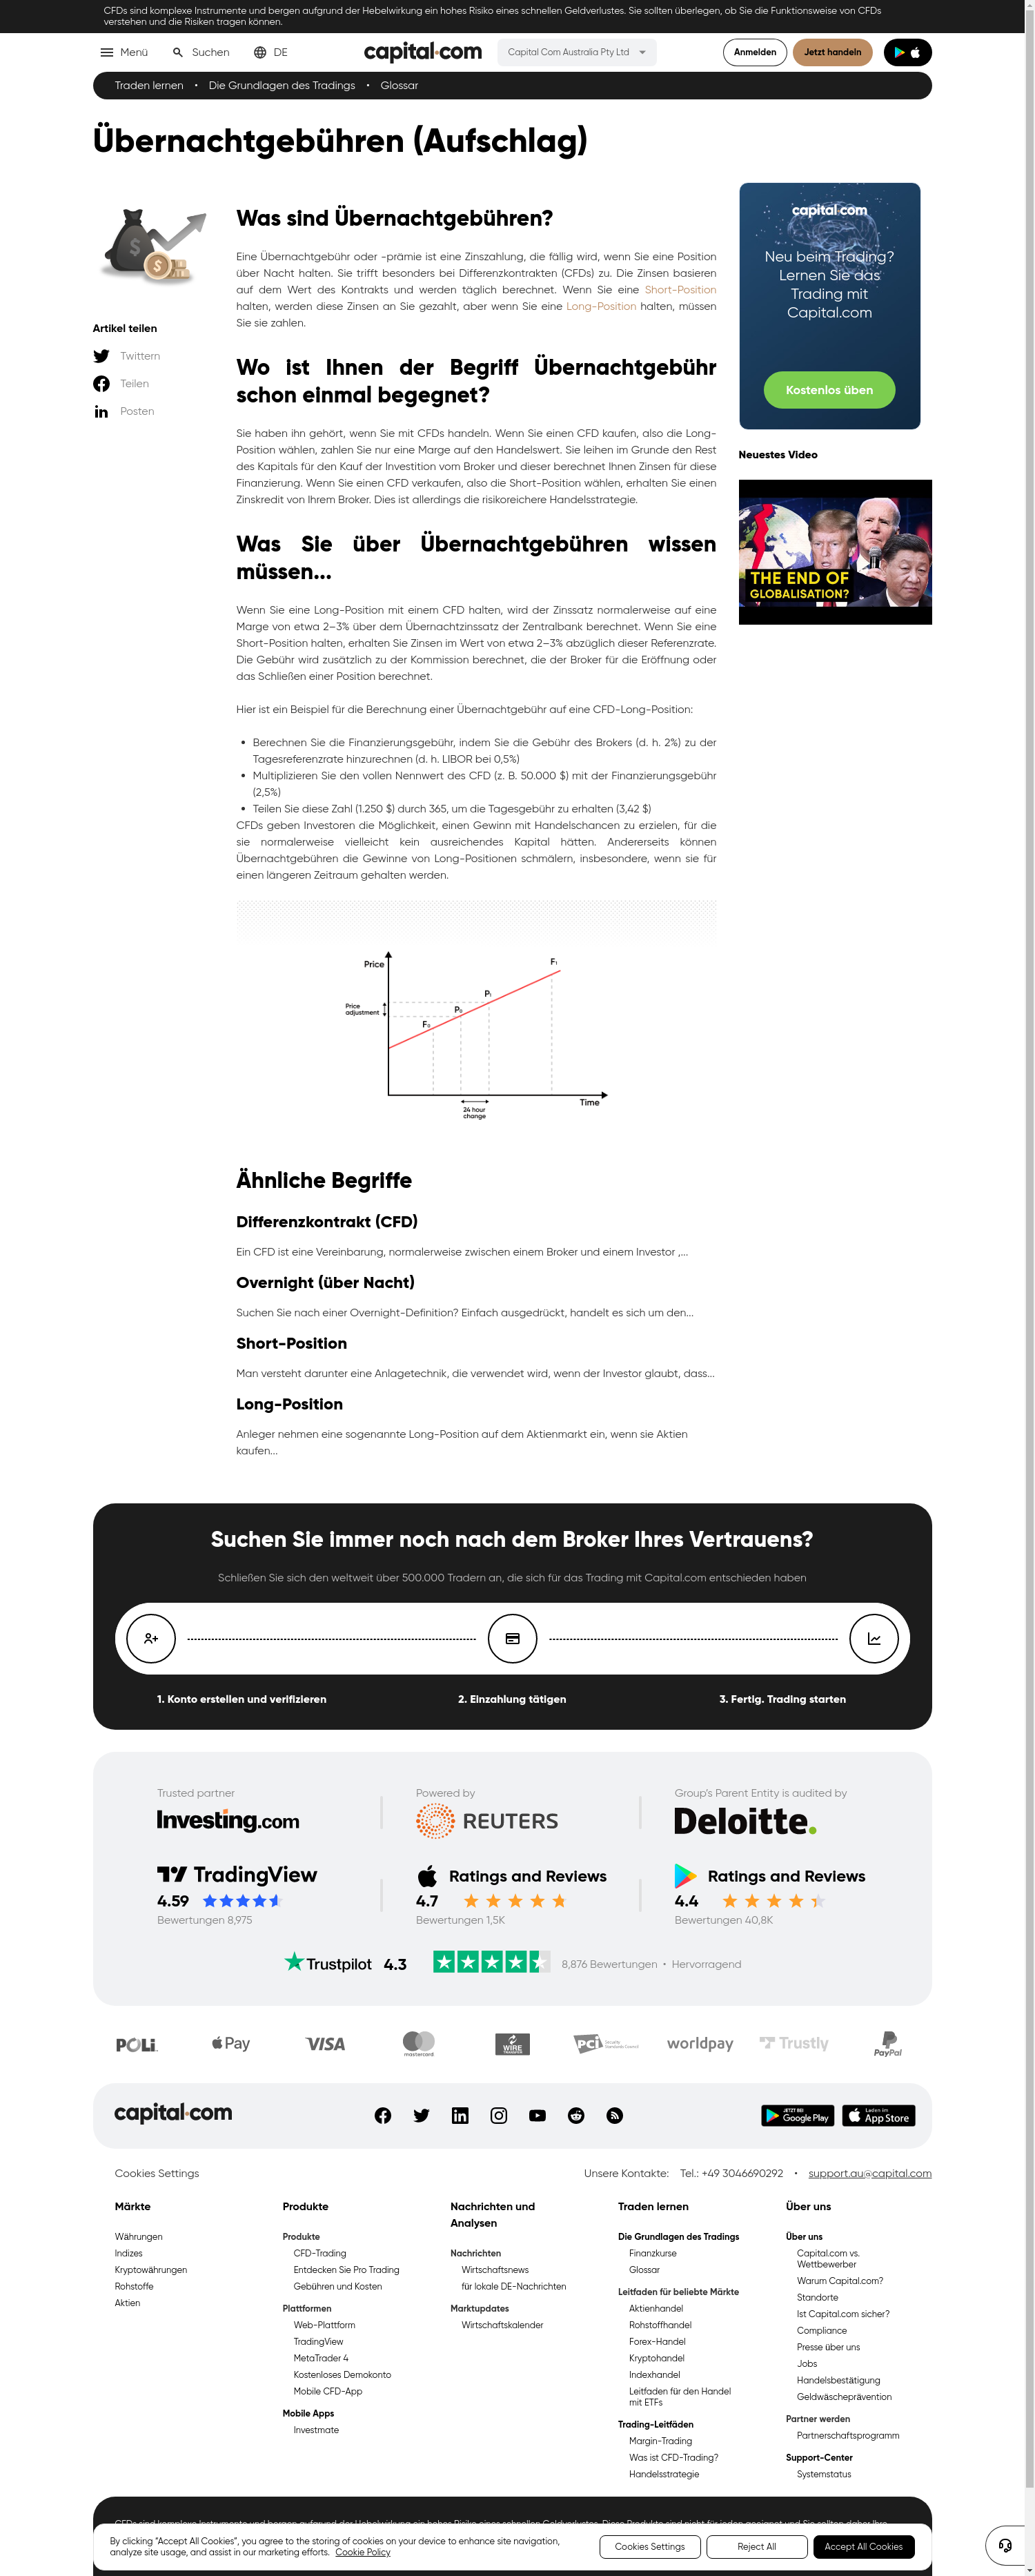 CFDs sind komplexe Instrumente und bergen aufgrund der Hebelwirkung ein hohes Risiko eines schnellen Geldverlustes. Sie sollten überlegen, ob Sie die Funktionsweise von CFDs
verstehen und die Risiken tragen können.
Menü
Suchen
DE
capital.com
Capital Com Australia Pty Ltd
Anmelden
Jetzt handeln
Traden lernen • Die Grundlagen des Tradings • Glossar
Übernachtgebühren (Aufschlag)
Artikel teilen
Twittern
Teilen
Posten
Was sind Übernachtgebühren?
Eine Übernachtgebühr oder -prämie ist eine Zinszahlung, die fällig wird, wenn Sie eine Position
über Nacht halten. Sie trifft besonders bei Differenzkontrakten (CFDs) zu. Die Zinsen basieren
auf dem Wert des Kontrakts und werden täglich berechnet. Wenn Sie eine Short-Position
halten, werden diese Zinsen an Sie gezahlt, aber wenn Sie eine Long-Position halten, müssen
Sie sie zahlen.
Wo ist Ihnen der Begriff Übernachtgebühr
schon einmal begegnet?
Sie haben ihn gehört, wenn Sie mit CFDs handeln. Wenn Sie einen CFD kaufen, also die Long-
Position wählen, zahlen Sie nur eine Marge auf den Handelswert. Sie leihen im Grunde den Rest
des Kapitals für den Kauf der Investition vom Broker und dieser berechnet Ihnen Zinsen für diese
Finanzierung. Wenn Sie einen CFD verkaufen, also die Short-Position wählen, erhalten Sie einen
Zinskredit von Ihrem Broker. Dies ist allerdings die risikoreichere Handelsstrategie.
Was Sie über Übernachtgebühren wissen
müssen...
Wenn Sie eine Long-Position mit einem CFD halten, wird der Zinssatz normalerweise auf eine
Marge von etwa 2–3% über dem Übernachtzinssatz der Zentralbank berechnet. Wenn Sie eine
Short-Position halten, erhalten Sie Zinsen im Wert von etwa 2–3% abzüglich dieser Referenzrate.
Die Gebühr wird zusätzlich zu der Kommission berechnet, die der Broker für die Eröffnung oder
das Schließen einer Position berechnet.
Hier ist ein Beispiel für die Berechnung einer Übernachtgebühr auf eine CFD-Long-Position:
• Berechnen Sie die Finanzierungsgebühr, indem Sie die Gebühr des Brokers (d. h. 2%) zu der
Tagesreferenzrate hinzurechnen (d. h. LIBOR bei 0,5%)
• Multiplizieren Sie den vollen Nennwert des CFD (z. B. 50.000 $) mit der Finanzierungsgebühr
(2,5%)
• Teilen Sie diese Zahl (1.250 $) durch 365, um die Tagesgebühr zu erhalten (3,42 $)
CFDs geben Investoren die Möglichkeit, einen Gewinn mit Handelschancen zu erzielen, für die
sie normalerweise vielleicht kein ausreichendes Kapital hätten. Andererseits können
Übernachtgebühren die Gewinne von Long-Positionen schmälern, insbesondere, wenn sie für
einen längeren Zeitraum gehalten werden.
Price
Price
adjustment
F₀
P₀
P₁
F₁
24 hour
change
Time
capital.com
Neu beim Trading?
Lernen Sie das
Trading mit
Capital.com
Kostenlos üben
Neuestes Video
THE END OF
GLOBALISATION?
Ähnliche Begriffe
Differenzkontrakt (CFD)
Ein CFD ist eine Vereinbarung, normalerweise zwischen einem Broker und einem Investor ,...
Overnight (über Nacht)
Suchen Sie nach einer Overnight-Definition? Einfach ausgedrückt, handelt es sich um den...
Short-Position
Man versteht darunter eine Anlagetechnik, die verwendet wird, wenn der Investor glaubt, dass...
Long-Position
Anleger nehmen eine sogenannte Long-Position auf dem Aktienmarkt ein, wenn sie Aktien
kaufen...
Suchen Sie immer noch nach dem Broker Ihres Vertrauens?
Schließen Sie sich den weltweit über 500.000 Tradern an, die sich für das Trading mit Capital.com entschieden haben
1. Konto erstellen und verifizieren
2. Einzahlung tätigen
3. Fertig. Trading starten
Trusted partner
Investing.com
Powered by
REUTERS
Group's Parent Entity is audited by
Deloitte.
TradingView
4.59
Bewertungen 8,975
Ratings and Reviews
4.7
Bewertungen 1,5K
Ratings and Reviews
4.4
Bewertungen 40,8K
Trustpilot 4.3
8,876 Bewertungen • Hervorragend
POLi
Pay
VISA
mastercard
WIRE
TRANSFER
PCI Security Standards Council
worldpay
Trustly
PayPal
capital.com
JETZT BEI
Google Play
Laden im
App Store
Cookies Settings
Unsere Kontakte: Tel.: +49 3046690292 • support.au@capital.com
Märkte
Währungen
Indizes
Kryptowährungen
Rohstoffe
Aktien
Produkte
Produkte
CFD-Trading
Entdecken Sie Pro Trading
Gebühren und Kosten
Plattformen
Web-Plattform
TradingView
MetaTrader 4
Kostenloses Demokonto
Mobile CFD-App
Mobile Apps
Investmate
Nachrichten und
Analysen
Nachrichten
Wirtschaftsnews
für lokale DE-Nachrichten
Marktupdates
Wirtschaftskalender
Traden lernen
Die Grundlagen des Tradings
Finanzkurse
Glossar
Leitfaden für beliebte Märkte
Aktienhandel
Rohstoffhandel
Forex-Handel
Kryptohandel
Indexhandel
Leitfaden für den Handel
mit ETFs
Trading-Leitfäden
Margin-Trading
Was ist CFD-Trading?
Handelsstrategie
Über uns
Über uns
Capital.com vs.
Wettbewerber
Warum Capital.com?
Standorte
Ist Capital.com sicher?
Compliance
Presse über uns
Jobs
Handelsbestätigung
Geldwäscheprävention
Partner werden
Partnerschaftsprogramm
Support-Center
Systemstatus
By clicking “Accept All Cookies”, you agree to the storing of cookies on your device to enhance site navigation,
analyze site usage, and assist in our marketing efforts. Cookie Policy
Cookies Settings
Reject All
Accept All Cookies